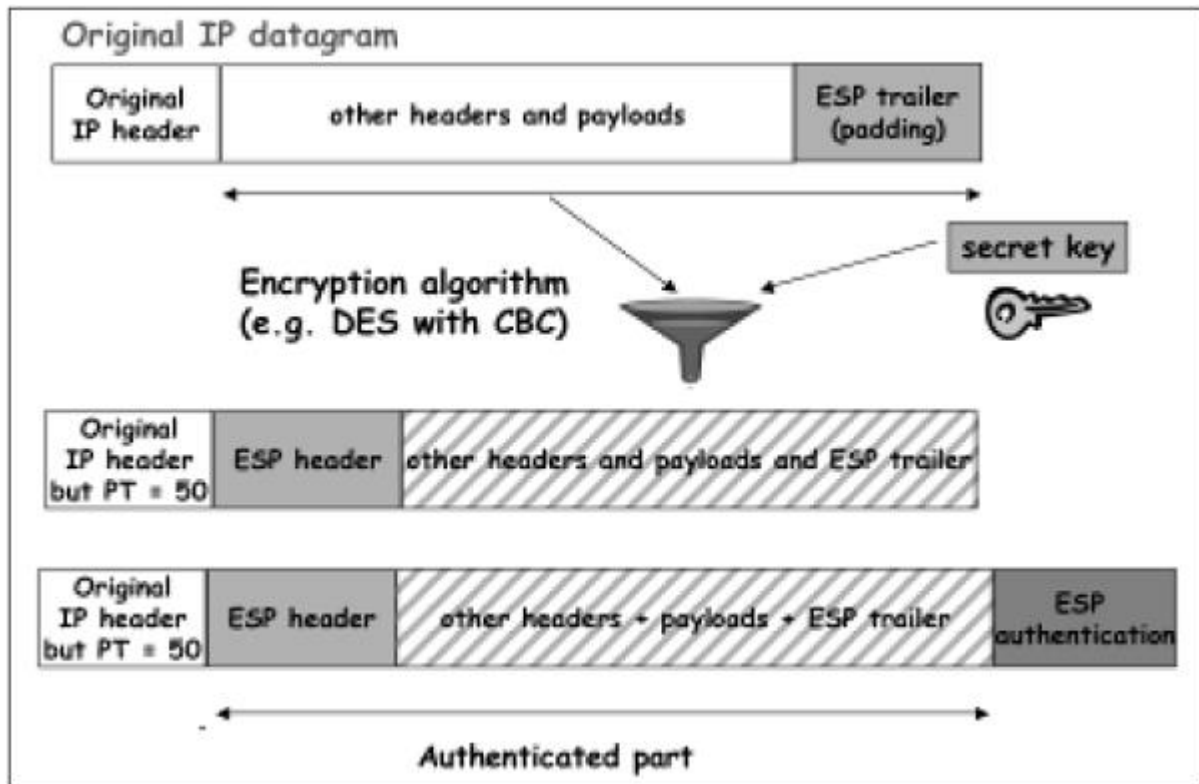 Original IP datagram
Original
IP header
other headers and payloads
ESP trailer
(padding)
secret key
Encryption algorithm
(e.g. DES with CBC)
Original
IP header
but PT = 50
ESP header
other headers and payloads and ESP trailer
Original
IP header
but PT = 50
ESP header
other headers + payloads + ESP trailer
ESP
authentication
Authenticated part